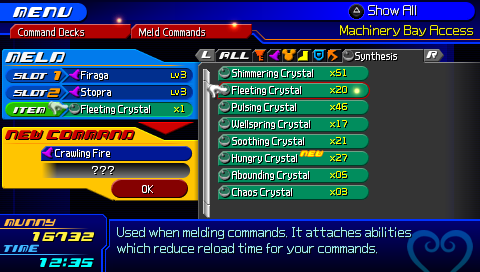 MENU
Show All
Command Decks
Meld Commands
Machinery Bay Access
MELD
SLOT 1 Firaga LV3
SLOT 2 Stopra LV3
ITEM Fleeting Crystal x1
NEW COMMAND
Crawling Fire
???
OK
L ALL Synthesis R
Shimmering Crystal x51
Fleeting Crystal x20
Pulsing Crystal x46
Wellspring Crystal x17
Soothing Crystal x21
Hungry Crystal NEW x27
Abounding Crystal x05
Chaos Crystal x03
MUNNY
16732
TIME
12:35
Used when melding commands. It attaches abilities
which reduce reload time for your commands.